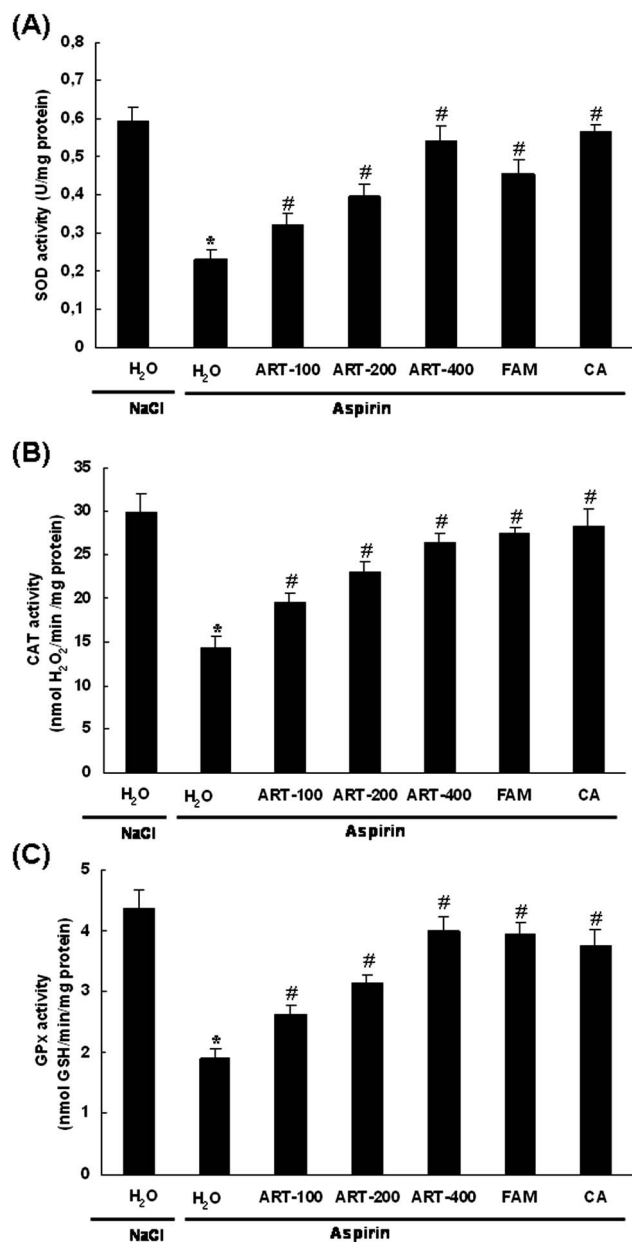 (A)
0,8
0,7
0,6
0,5
0,4
0,3
0,2
0,1
0
SOD activity (U/mg protein)
* # # # # #
H₂O H₂O ART-100 ART-200 ART-400 FAM CA
NaCl Aspirin
(B)
35
30
25
20
15
10
5
0
CAT activity
(nmol H₂O₂/min /mg protein)
* # # # # #
H₂O H₂O ART-100 ART-200 ART-400 FAM CA
NaCl Aspirin
(C)
5
4
3
2
1
0
GPx activity
(nmol GSH/min/mg protein)
* # # # # #
H₂O H₂O ART-100 ART-200 ART-400 FAM CA
NaCl Aspirin